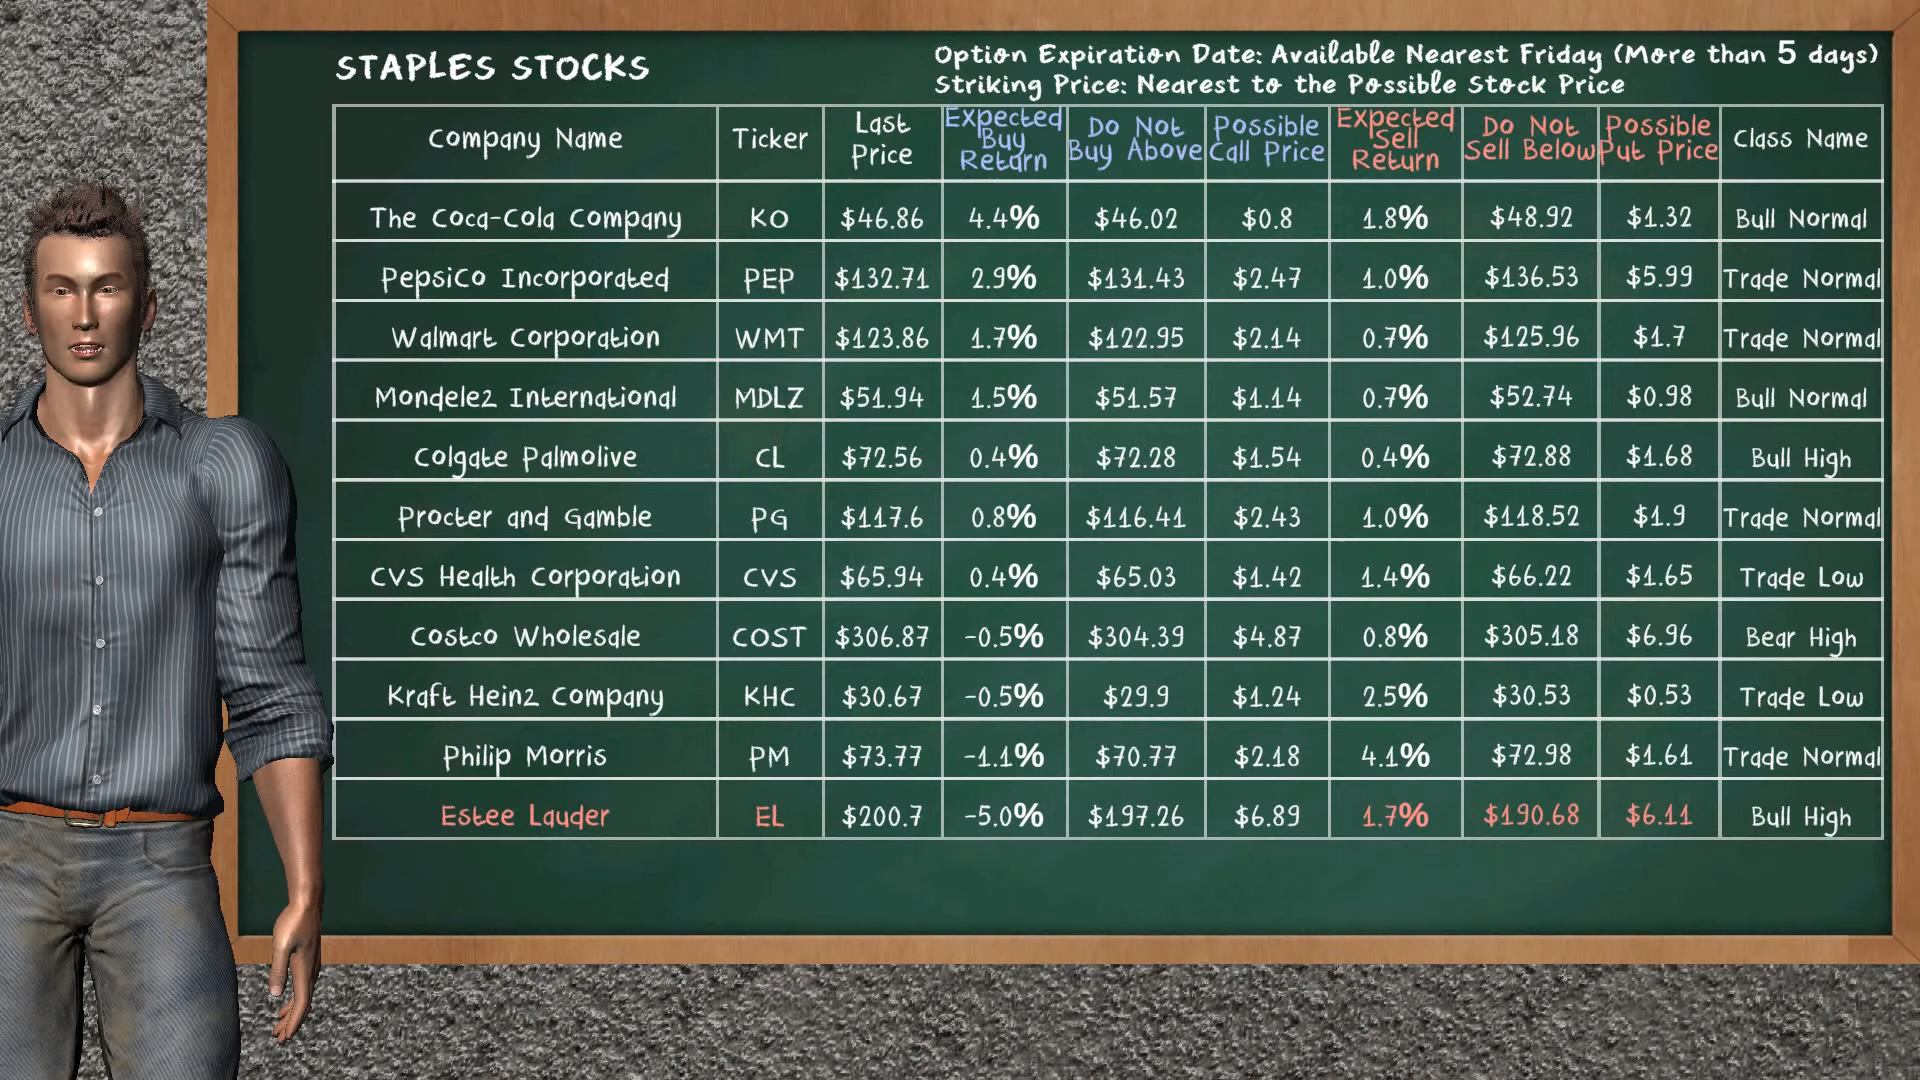 STAPLES STOCKS
Option Expiration Date: Available Nearest Friday (More than 5 days)
Striking Price: Nearest to the Possible Stock Price
Company Name Ticker Last Price Expected Buy Return Do Not Buy Above Possible Call Price Expected Sell Return Do Not Sell Below Possible Put Price Class Name
The Coca-Cola Company KO $46.86 4.4% $46.02 $0.8 1.8% $48.92 $1.32 Bull Normal
PepsiCo Incorporated PEP $132.71 2.9% $131.43 $2.47 1.0% $136.53 $5.99 Trade Normal
Walmart Corporation WMT $123.86 1.7% $122.95 $2.14 0.7% $125.96 $1.7 Trade Normal
Mondelez International MDLZ $51.94 1.5% $51.57 $1.14 0.7% $52.74 $0.98 Bull Normal
Colgate Palmolive CL $72.56 0.4% $72.28 $1.54 0.4% $72.88 $1.68 Bull High
Procter and Gamble PG $117.6 0.8% $116.41 $2.43 1.0% $118.52 $1.9 Trade Normal
CVS Health Corporation CVS $65.94 0.4% $65.03 $1.42 1.4% $66.22 $1.65 Trade Low
Costco Wholesale COST $306.87 -0.5% $304.39 $4.87 0.8% $305.18 $6.96 Bear High
Kraft Heinz Company KHC $30.67 -0.5% $29.9 $1.24 2.5% $30.53 $0.53 Trade Low
Philip Morris PM $73.77 -1.1% $70.77 $2.18 4.1% $72.98 $1.61 Trade Normal
Estee Lauder EL $200.7 -5.0% $197.26 $6.89 1.7% $190.68 $6.11 Bull High